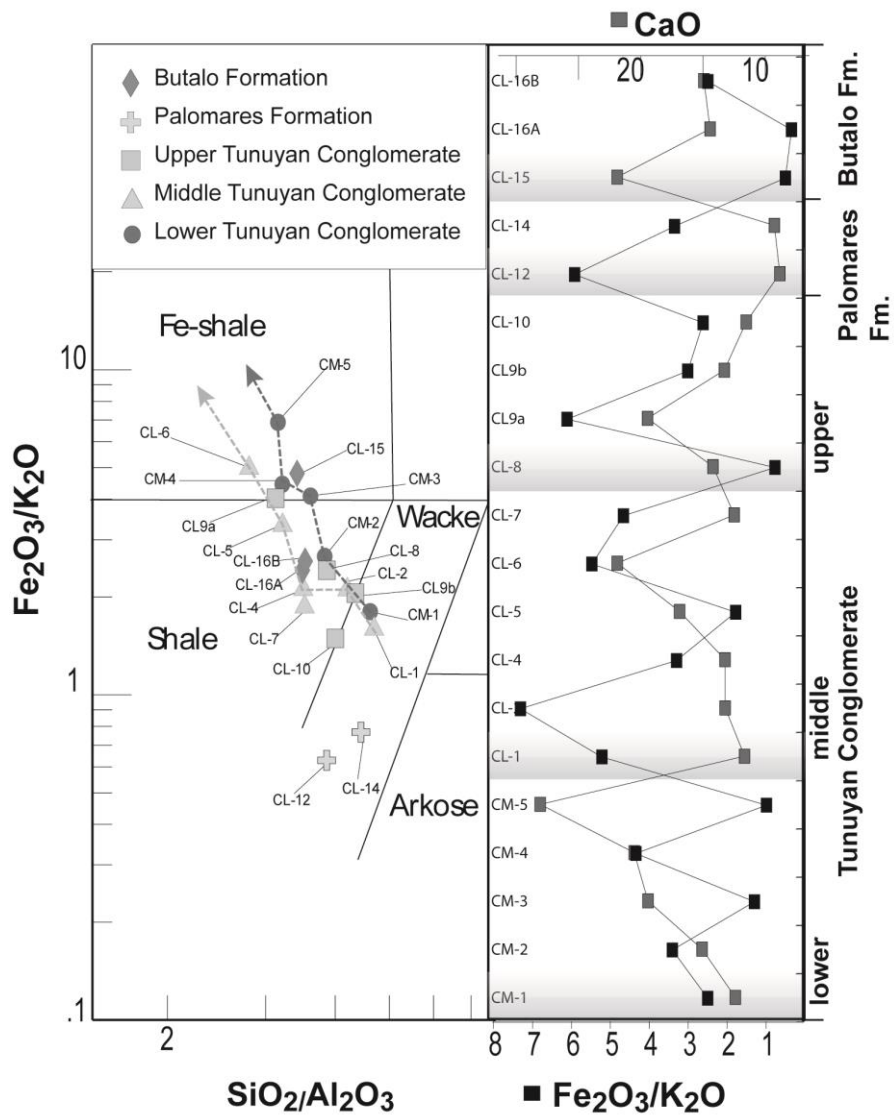 CaO
20 10
Butalo Formation
Palomares Formation
Upper Tunuyan Conglomerate
Middle Tunuyan Conglomerate
Lower Tunuyan Conglomerate
Fe-shale
CM-5
10
CL-6
CL-15
CM-4
CM-3
CL9a
CM-2
Wacke
CL-5
CL-8
CL-16B
CL-2
CL-16A
CL9b
CL-4
CM-1
CL-7
Shale
CL-10
CL-1
1
CL-12
CL-14
Arkose
.1
2
Fe₂O₃/K₂O
SiO₂/Al₂O₃
CL-16B
CL-16A
CL-15
CL-14
CL-12
CL-10
CL9b
CL9a
CL-8
CL-7
CL-6
CL-5
CL-4
CL-
CL-1
CM-5
CM-4
CM-3
CM-2
CM-1
8 7 6 5 4 3 2 1
Fe₂O₃/K₂O
Butalo Fm.
Palomares
Fm.
upper
middle
lower
Tunuyan Conglomerate